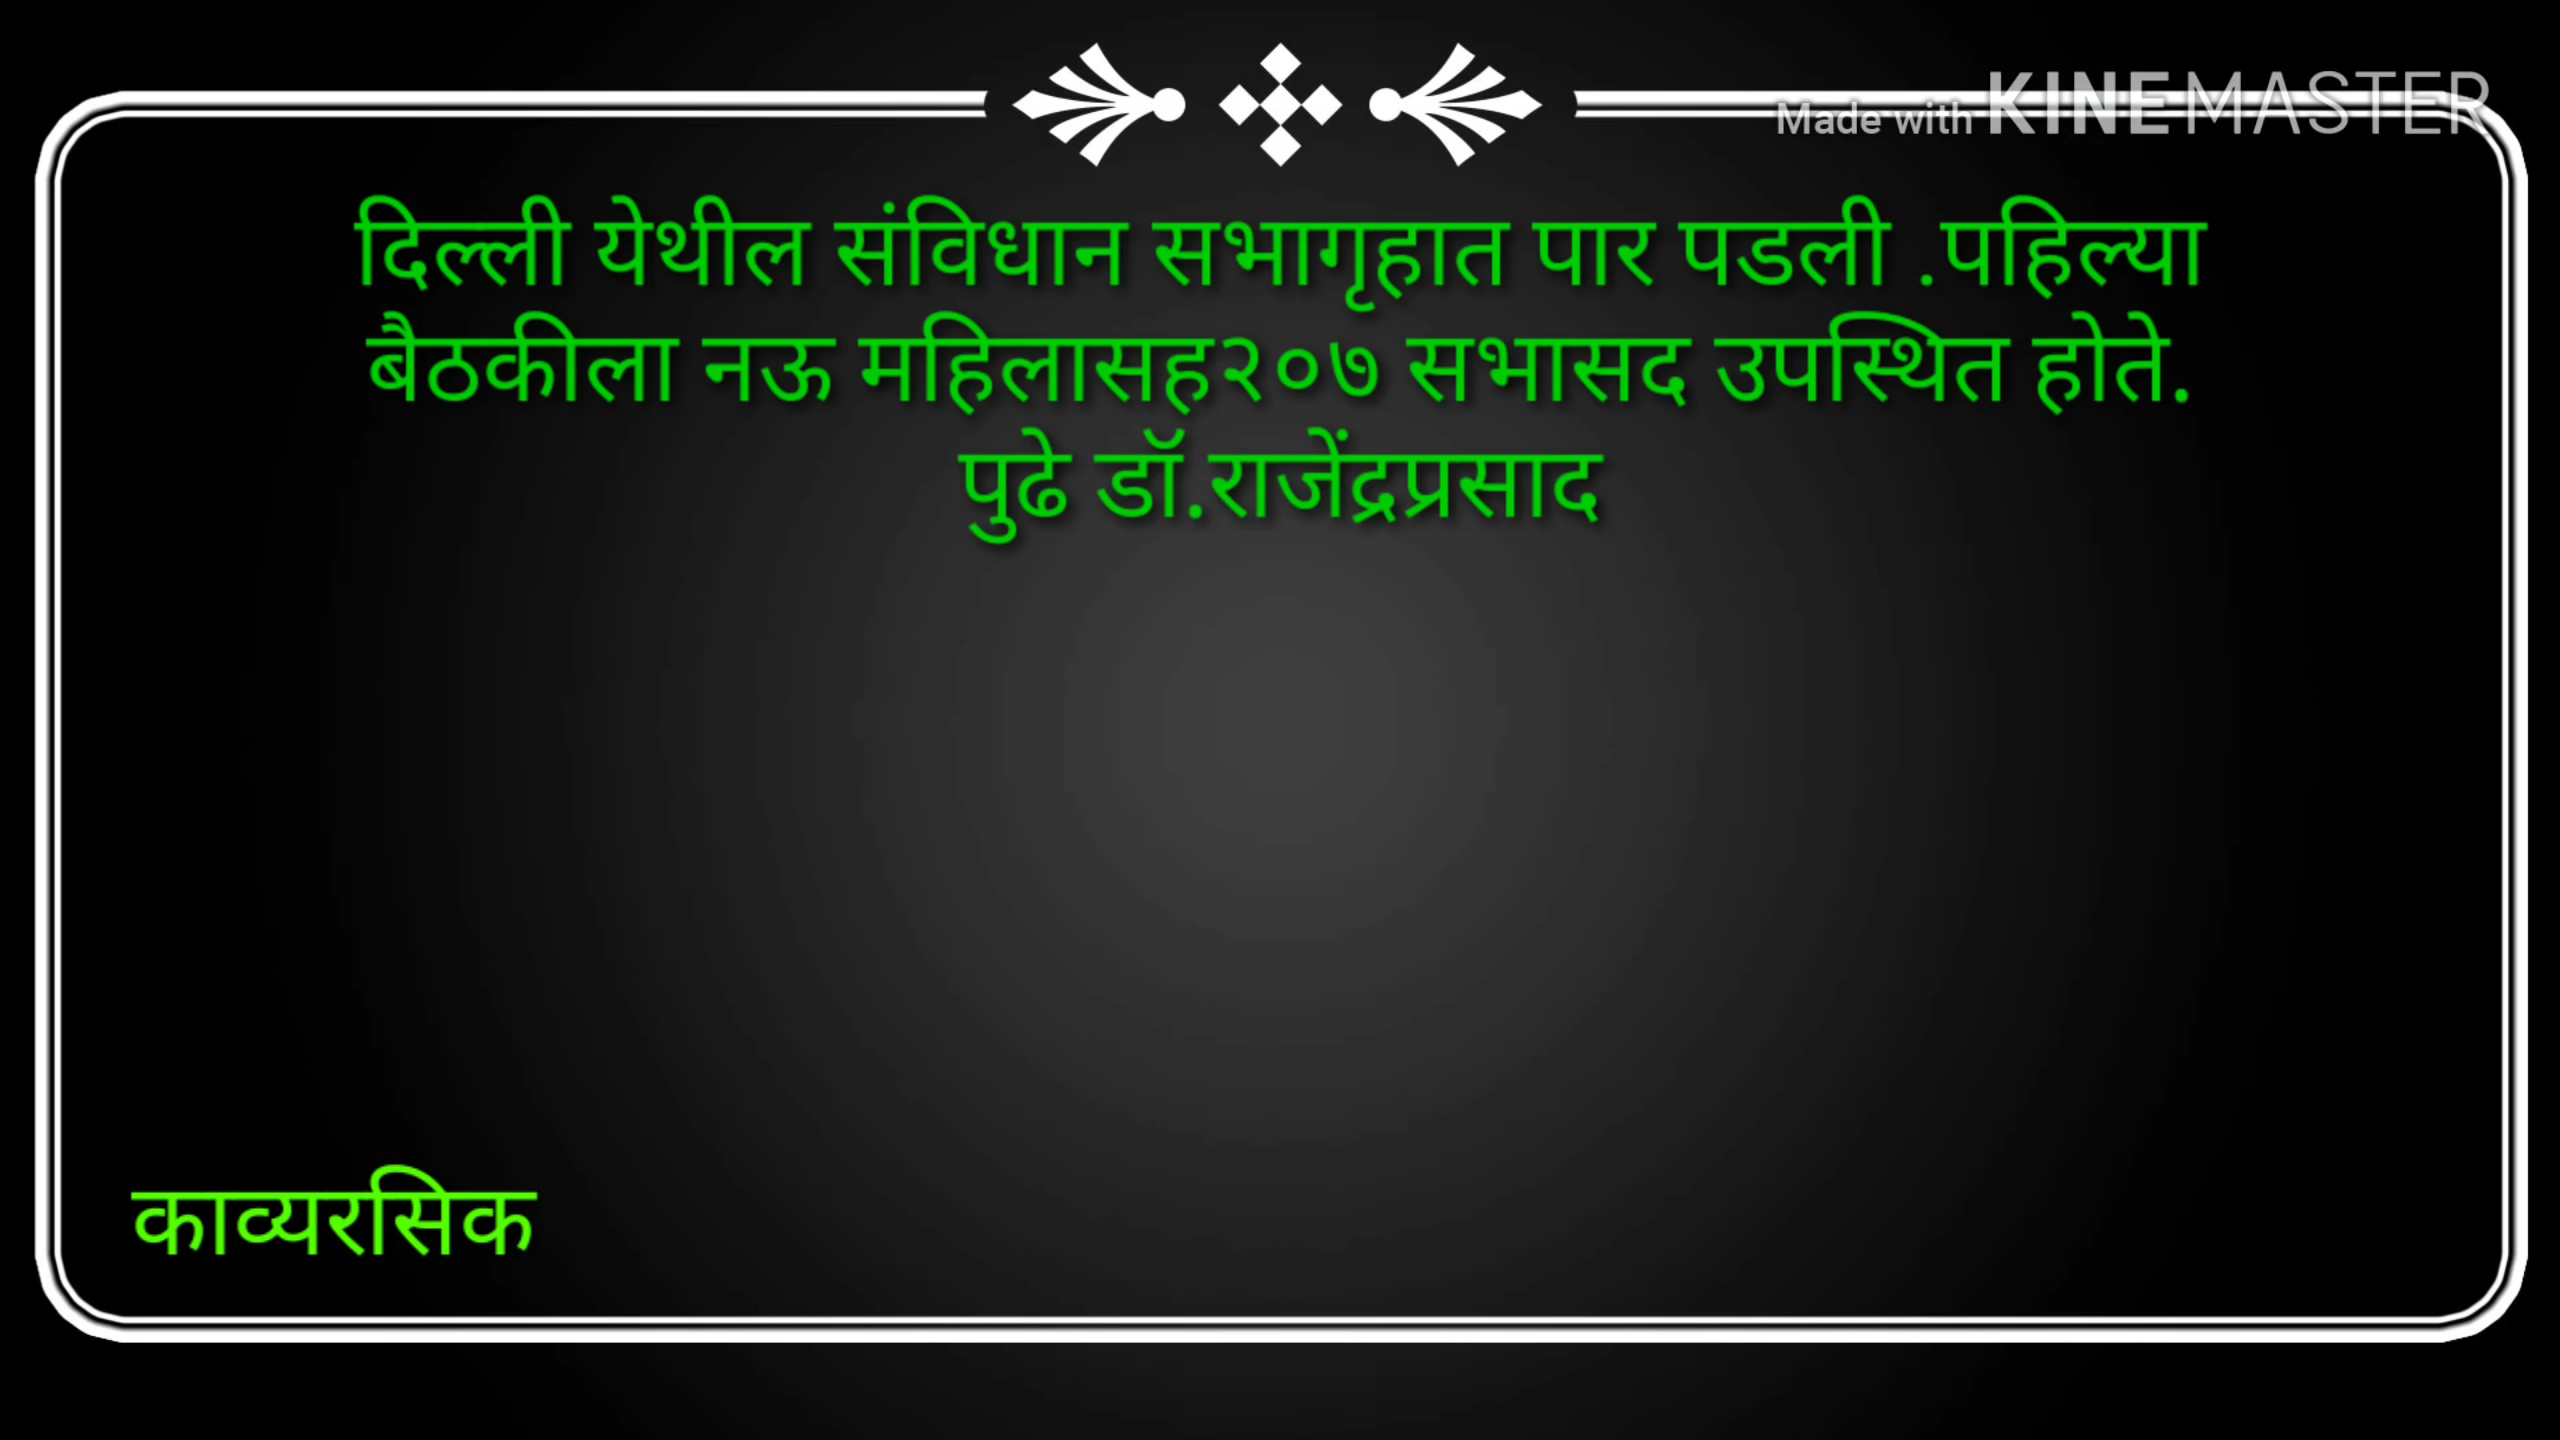 Made with KINEMASTER
दिल्ली येथील संविधान सभागृहात पार पडली .पहिल्या
बैठकीला नऊ महिलासह२०७ सभासद उपस्थित होते.
पुढे डॉ.राजेंद्रप्रसाद
काव्यरसिक